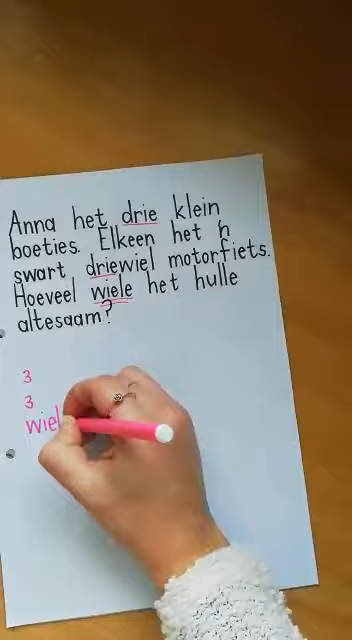 Anna het drie klein
boeties. Elkeen het 'n
swart driewiel motorfiets.
Hoeveel wiele het hulle
altesaam?
3
3
wiel